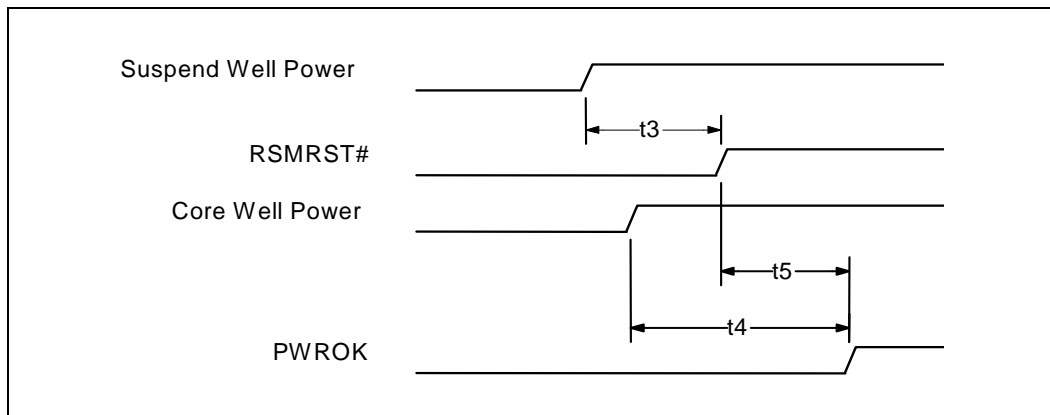 Suspend Well Power
t3
RSMRST#
Core Well Power
t5
t4
PWROK